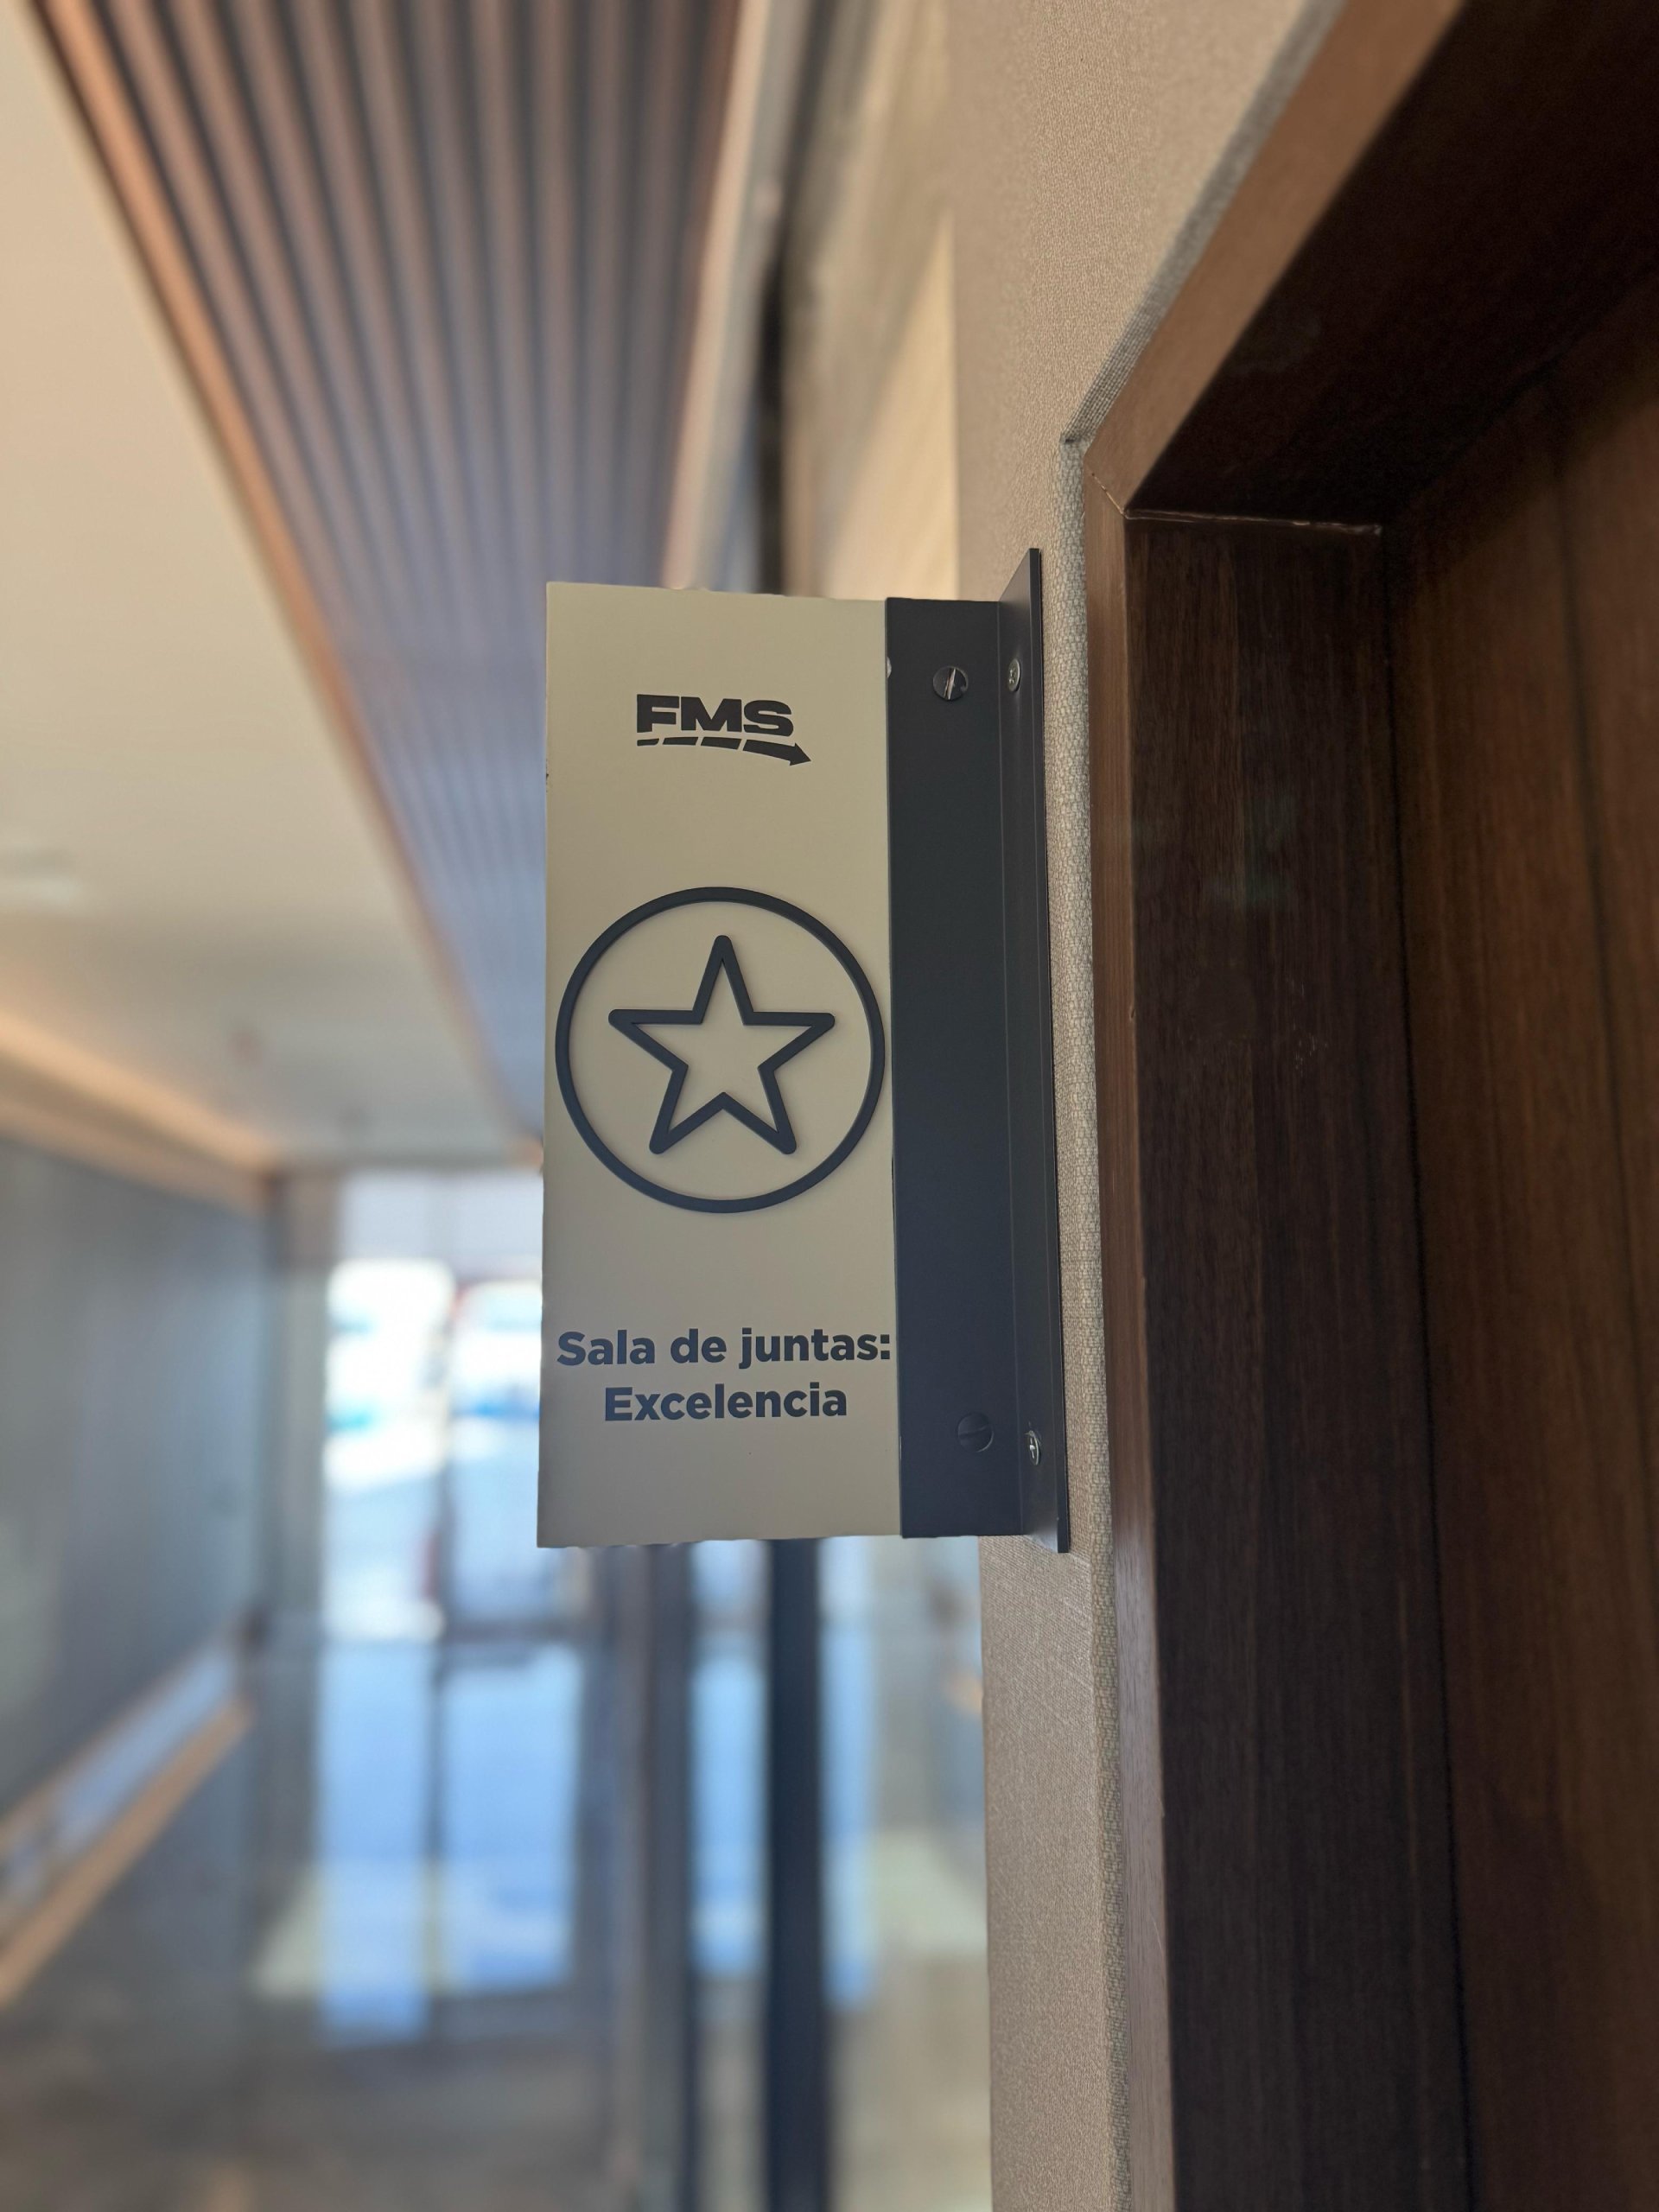 FMS
Sala de juntas:
Excelencia